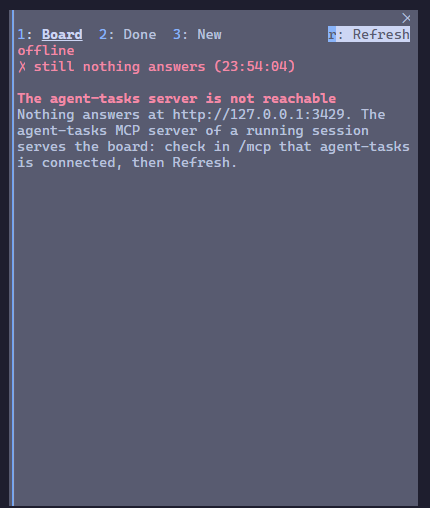 ×
1: Board  2: Done  3: New  r: Refresh
offline
✗ still nothing answers (23:54:04)
The agent-tasks server is not reachable
Nothing answers at http://127.0.0.1:3429. The
agent-tasks MCP server of a running session
serves the board: check in /mcp that agent-tasks
is connected, then Refresh.